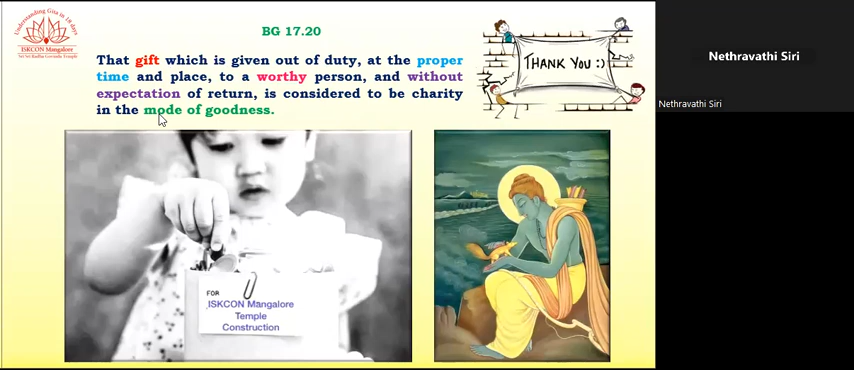 Understanding Gita in 18 days
ISKCON Mangalore
Sri Sri Radha Govinda Temple
BG 17.20
That gift which is given out of duty, at the proper
time and place, to a worthy person, and without
expectation of return, is considered to be charity
in the mode of goodness.
THANK YOU :)
FOR
ISKCON Mangalore
Temple
Construction
Nethravathi Siri
Nethravathi Siri